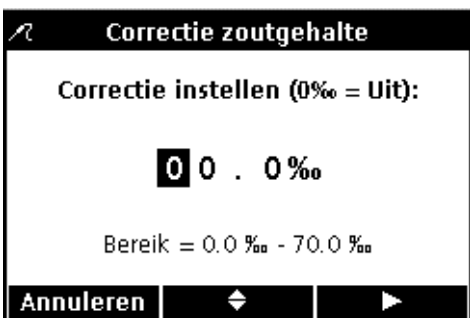 Correctie zoutgehalte
Correctie instellen (0‰ = Uit):
00.0‰
Bereik = 0.0 ‰ - 70.0 ‰
Annuleren